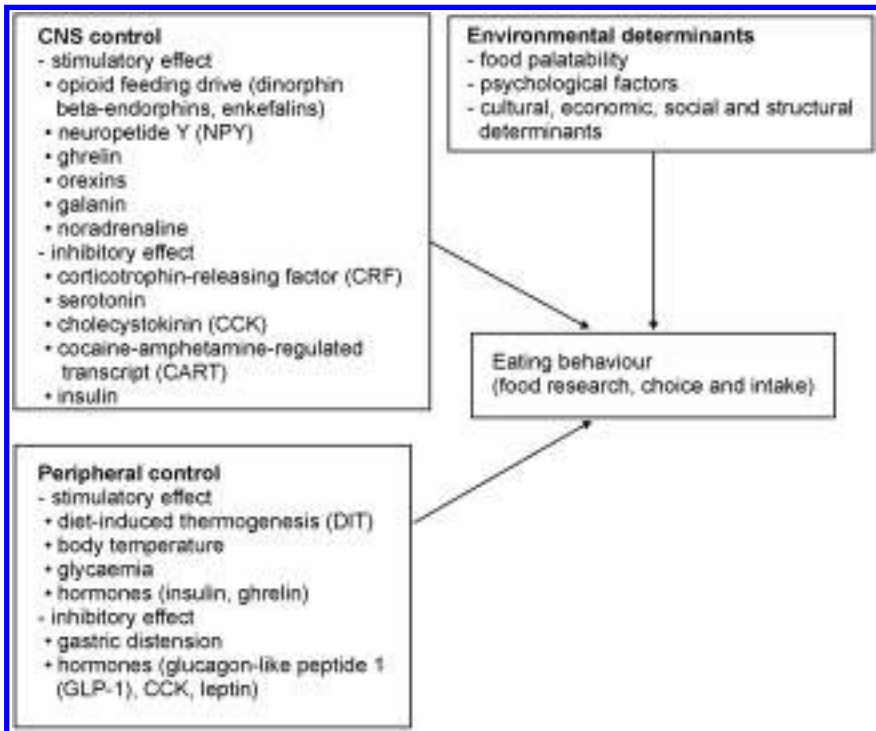 CNS control
- stimulatory effect
• opioid feeding drive (dinorphin
beta-endorphins, enkefalins)
• neuropetide Y (NPY)
• ghrelin
• orexins
• galanin
• noradrenaline
- inhibitory effect
• corticotrophin-releasing factor (CRF)
• serotonin
• cholecystokinin (CCK)
• cocaine-amphetamine-regulated
transcript (CART)
• insulin
Environmental determinants
- food palatability
- psychological factors
- cultural, economic, social and structural
determinants
Eating behaviour
(food research, choice and intake)
Peripheral control
- stimulatory effect
• diet-induced thermogenesis (DIT)
• body temperature
• glycaemia
• hormones (insulin, ghrelin)
- inhibitory effect
• gastric distension
• hormones (glucagon-like peptide 1
(GLP-1), CCK, leptin)